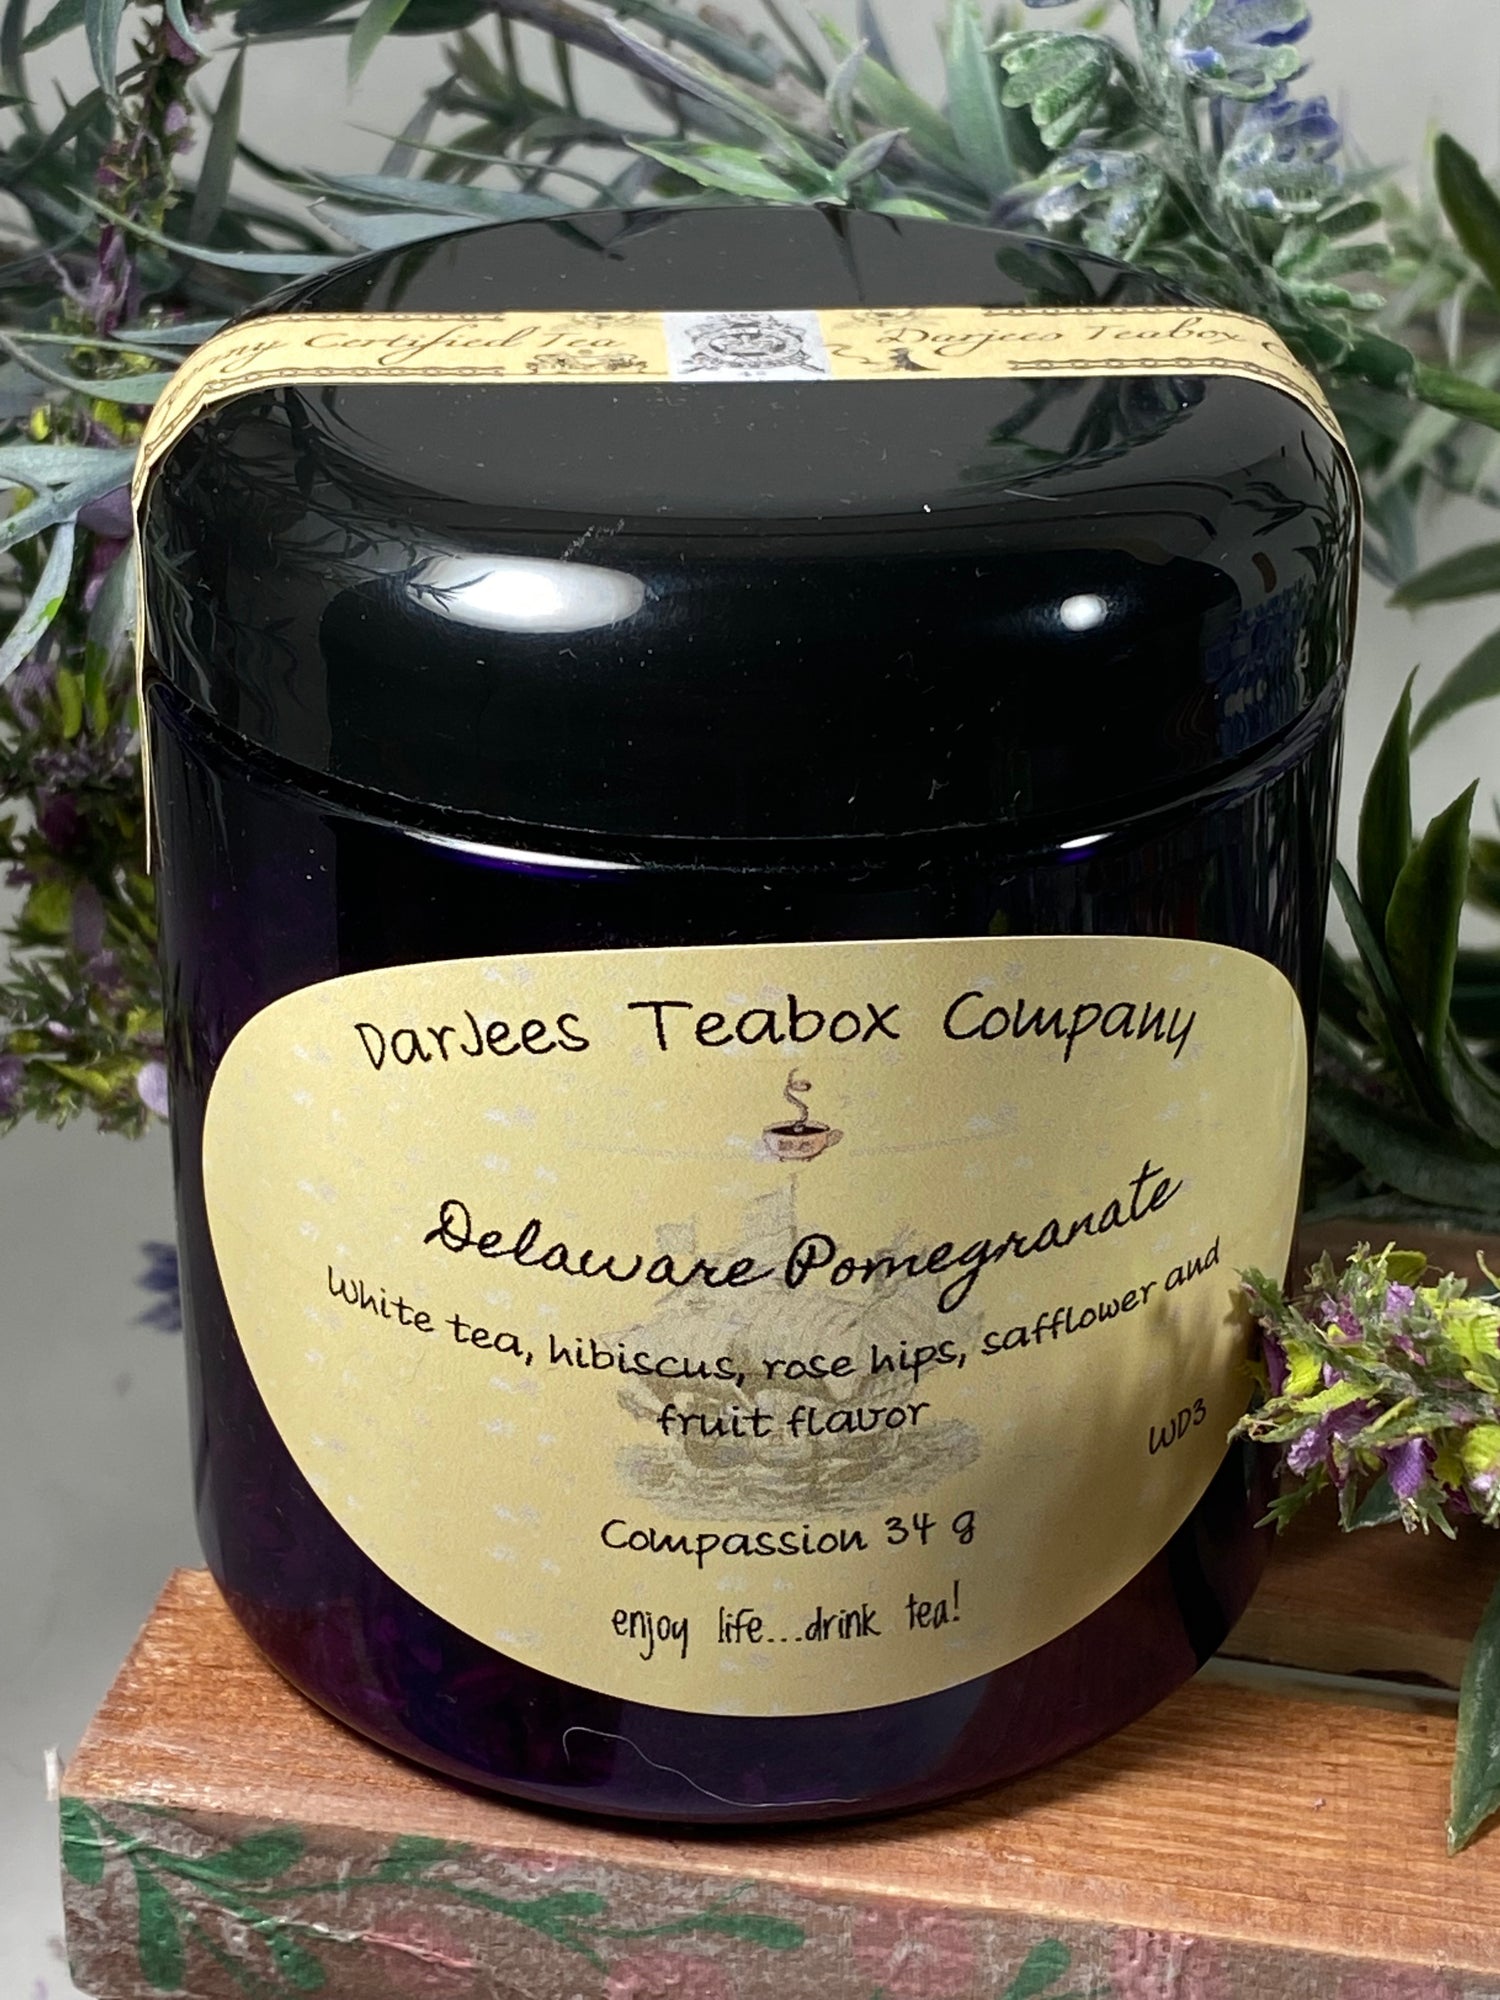 Certified Tea
Darjees Teabox
DarJees Teabox Company
Delaware Pomegranate
White tea, hibiscus, rose hips, safflower and
fruit flavor
WD3
Compassion 34 g
enjoy life...drink tea!